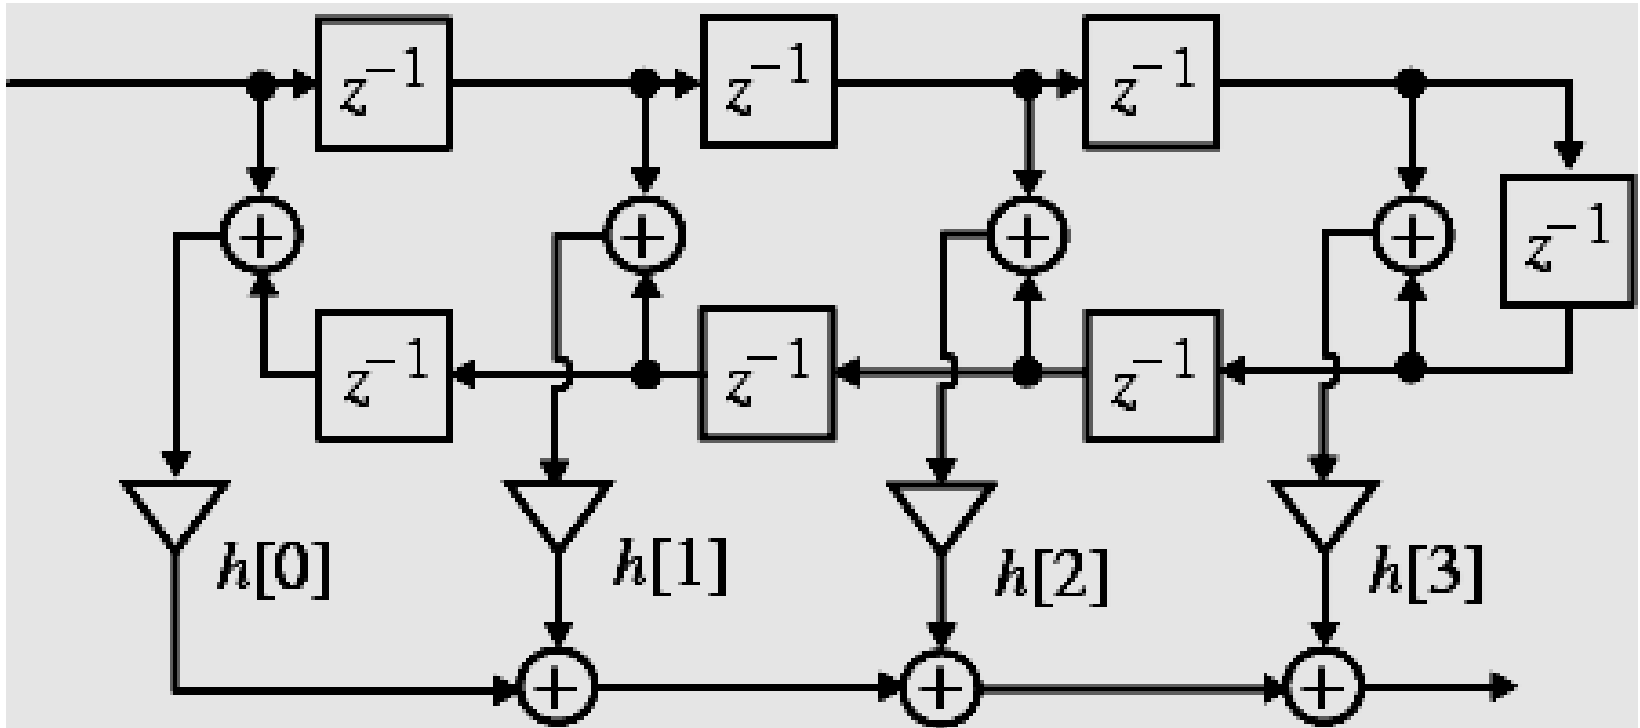 z⁻¹ z⁻¹ z⁻¹
+ + + + z⁻¹
z⁻¹ z⁻¹ z⁻¹
h[0] h[1] h[2] h[3]
+ + +